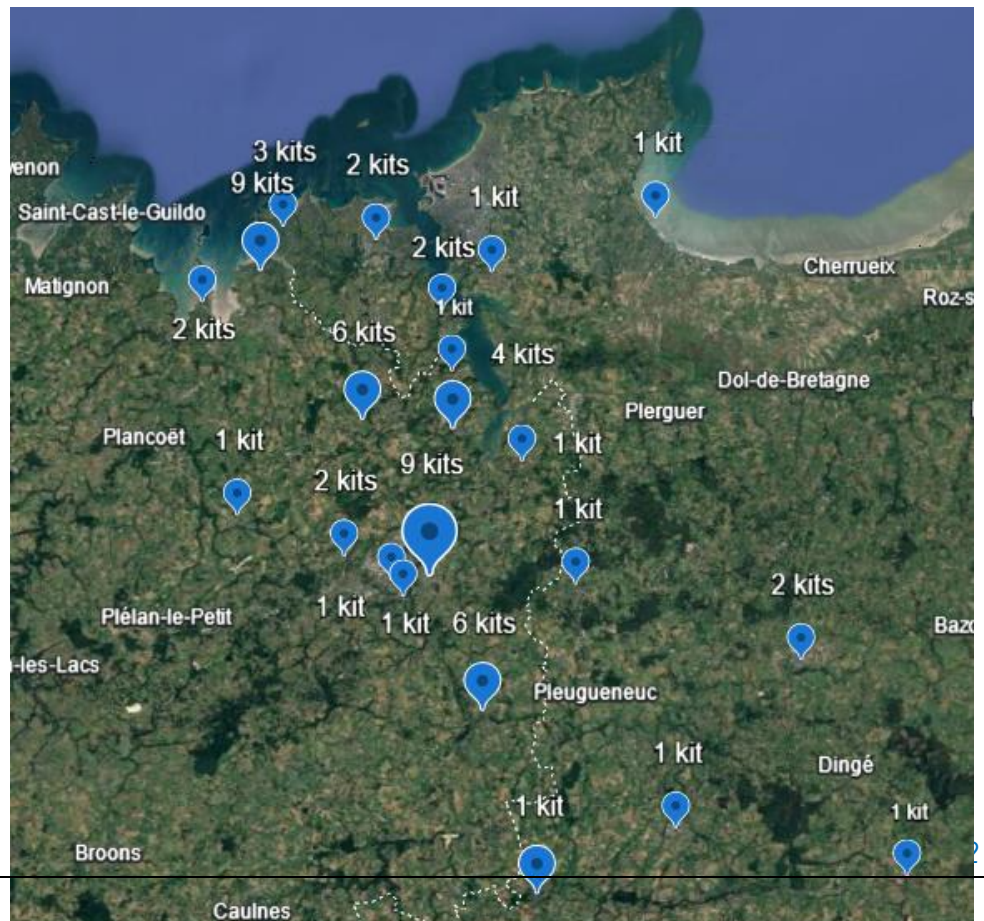 3 kits
2 kits
1 kit
venon
9 kits
1 kit
Saint-Cast-le-Guildo
2 kits
Cherrueix
Matignon
Roz-s
1 kit
2 kits
6 kits
4 kits
Dol-de-Bretagne
Plerguer
Plancoët
1 kit
1 kit
9 kits
2 kits
1 kit
2 kits
1 kit
Plélan-le-Petit
1 kit
6 kits
Bazo
-les-Lacs
Pleugueneuc
1 kit
Dingé
1 kit
1 kit
Broons
2
Caulnes